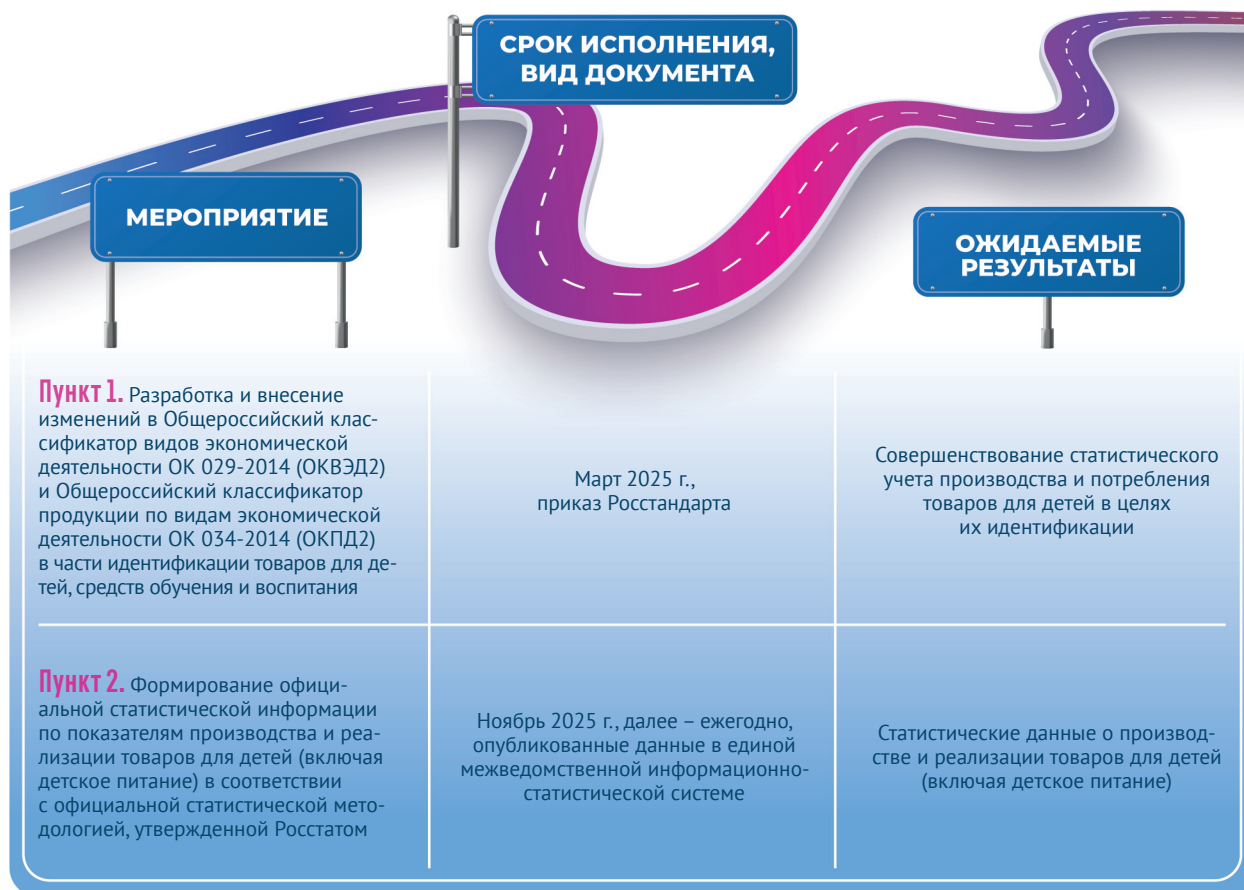 СРОК ИСПОЛНЕНИЯ,
ВИД ДОКУМЕНТА
МЕРОПРИЯТИЕ
ОЖИДАЕМЫЕ
РЕЗУЛЬТАТЫ
Пункт 1. Разработка и внесение
изменений в Общероссийский клас-
сификатор видов экономической
деятельности ОК 029-2014 (ОКВЭД2)
и Общероссийский классификатор
продукции по видам экономической
деятельности ОК 034-2014 (ОКПД2)
в части идентификации товаров для де-
тей, средств обучения и воспитания
Март 2025 г.,
приказ Росстандарта
Совершенствование статистического
учета производства и потребления
товаров для детей в целях
их идентификации
Пункт 2. Формирование офици-
альной статистической информации
по показателям производства и реа-
лизации товаров для детей (включая
детское питание) в соответствии
с официальной статистической мето-
дологией, утвержденной Росстатом
Ноябрь 2025 г., далее – ежегодно,
опубликованные данные в единой
межведомственной информационно-
статистической системе
Статистические данные о производ-
стве и реализации товаров для детей
(включая детское питание)